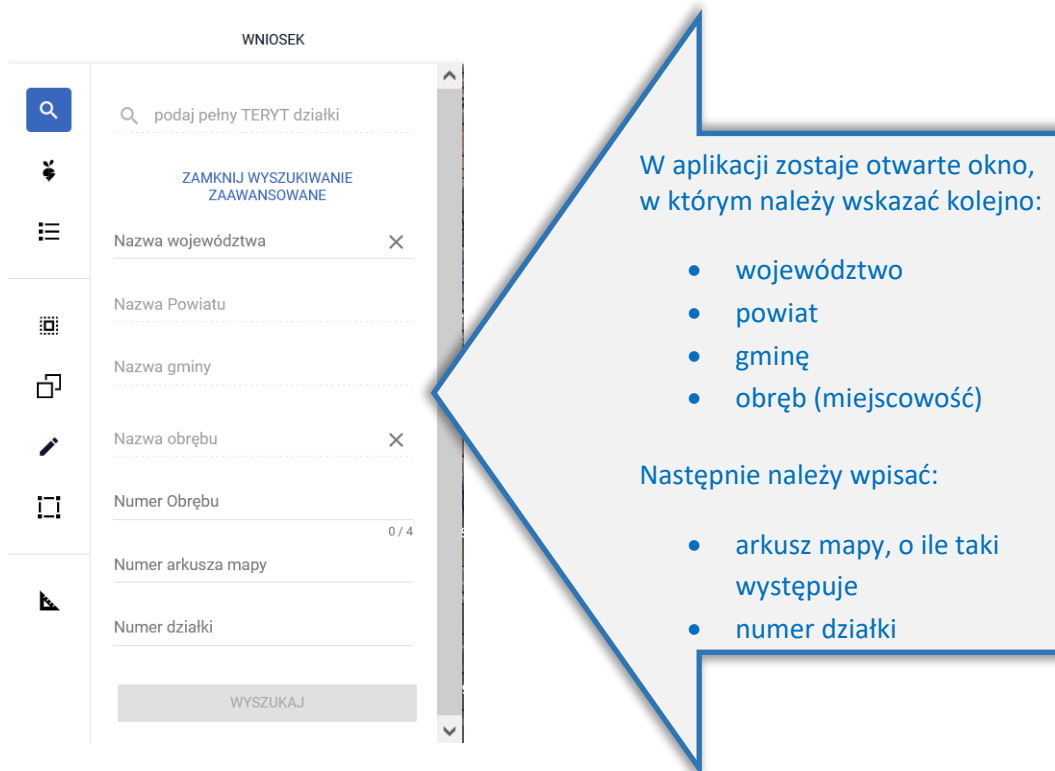 WNIOSEK
podaj pełny TERYT działki
ZAMKNIJ WYSZUKIWANIE
ZAAWANSOWANE
Nazwa województwa
Nazwa Powiatu
Nazwa gminy
Nazwa obrębu
Numer Obrębu
0 / 4
Numer arkusza mapy
Numer działki
WYSZUKAJ
W aplikacji zostaje otwarte okno,
w którym należy wskazać kolejno:
• województwo
• powiat
• gminę
• obręb (miejscowość)
Następnie należy wpisać:
• arkusz mapy, o ile taki
występuje
• numer działki